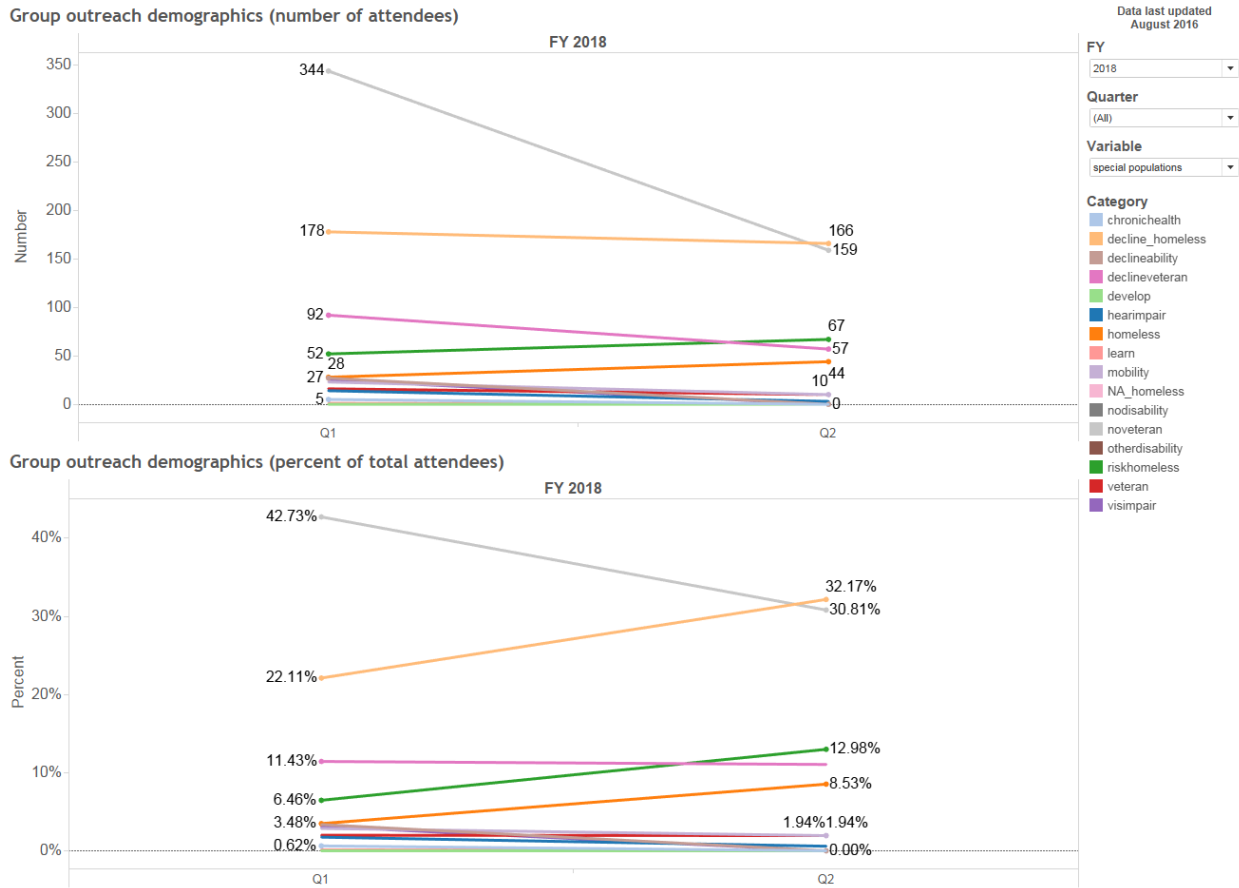 Group outreach demographics (number of attendees)
FY 2018
350
300
250
200
150
100
50
0
Number
344
178
92
52
28
27
5
166
159
67
57
44
10
0
Q1
Q2
Group outreach demographics (percent of total attendees)
FY 2018
40%
30%
20%
10%
0%
Percent
42.73%
22.11%
11.43%
6.46%
3.48%
0.62%
32.17%
30.81%
12.98%
8.53%
1.94%
1.94%
0.00%
Q1
Q2
Data last updated
August 2016
FY
2018
Quarter
(All)
Variable
special populations
Category
chronichealth
decline_homeless
declineability
declineveteran
develop
hearimpair
homeless
learn
mobility
NA_homeless
nodisability
noveteran
otherdisability
riskhomeless
veteran
visimpair